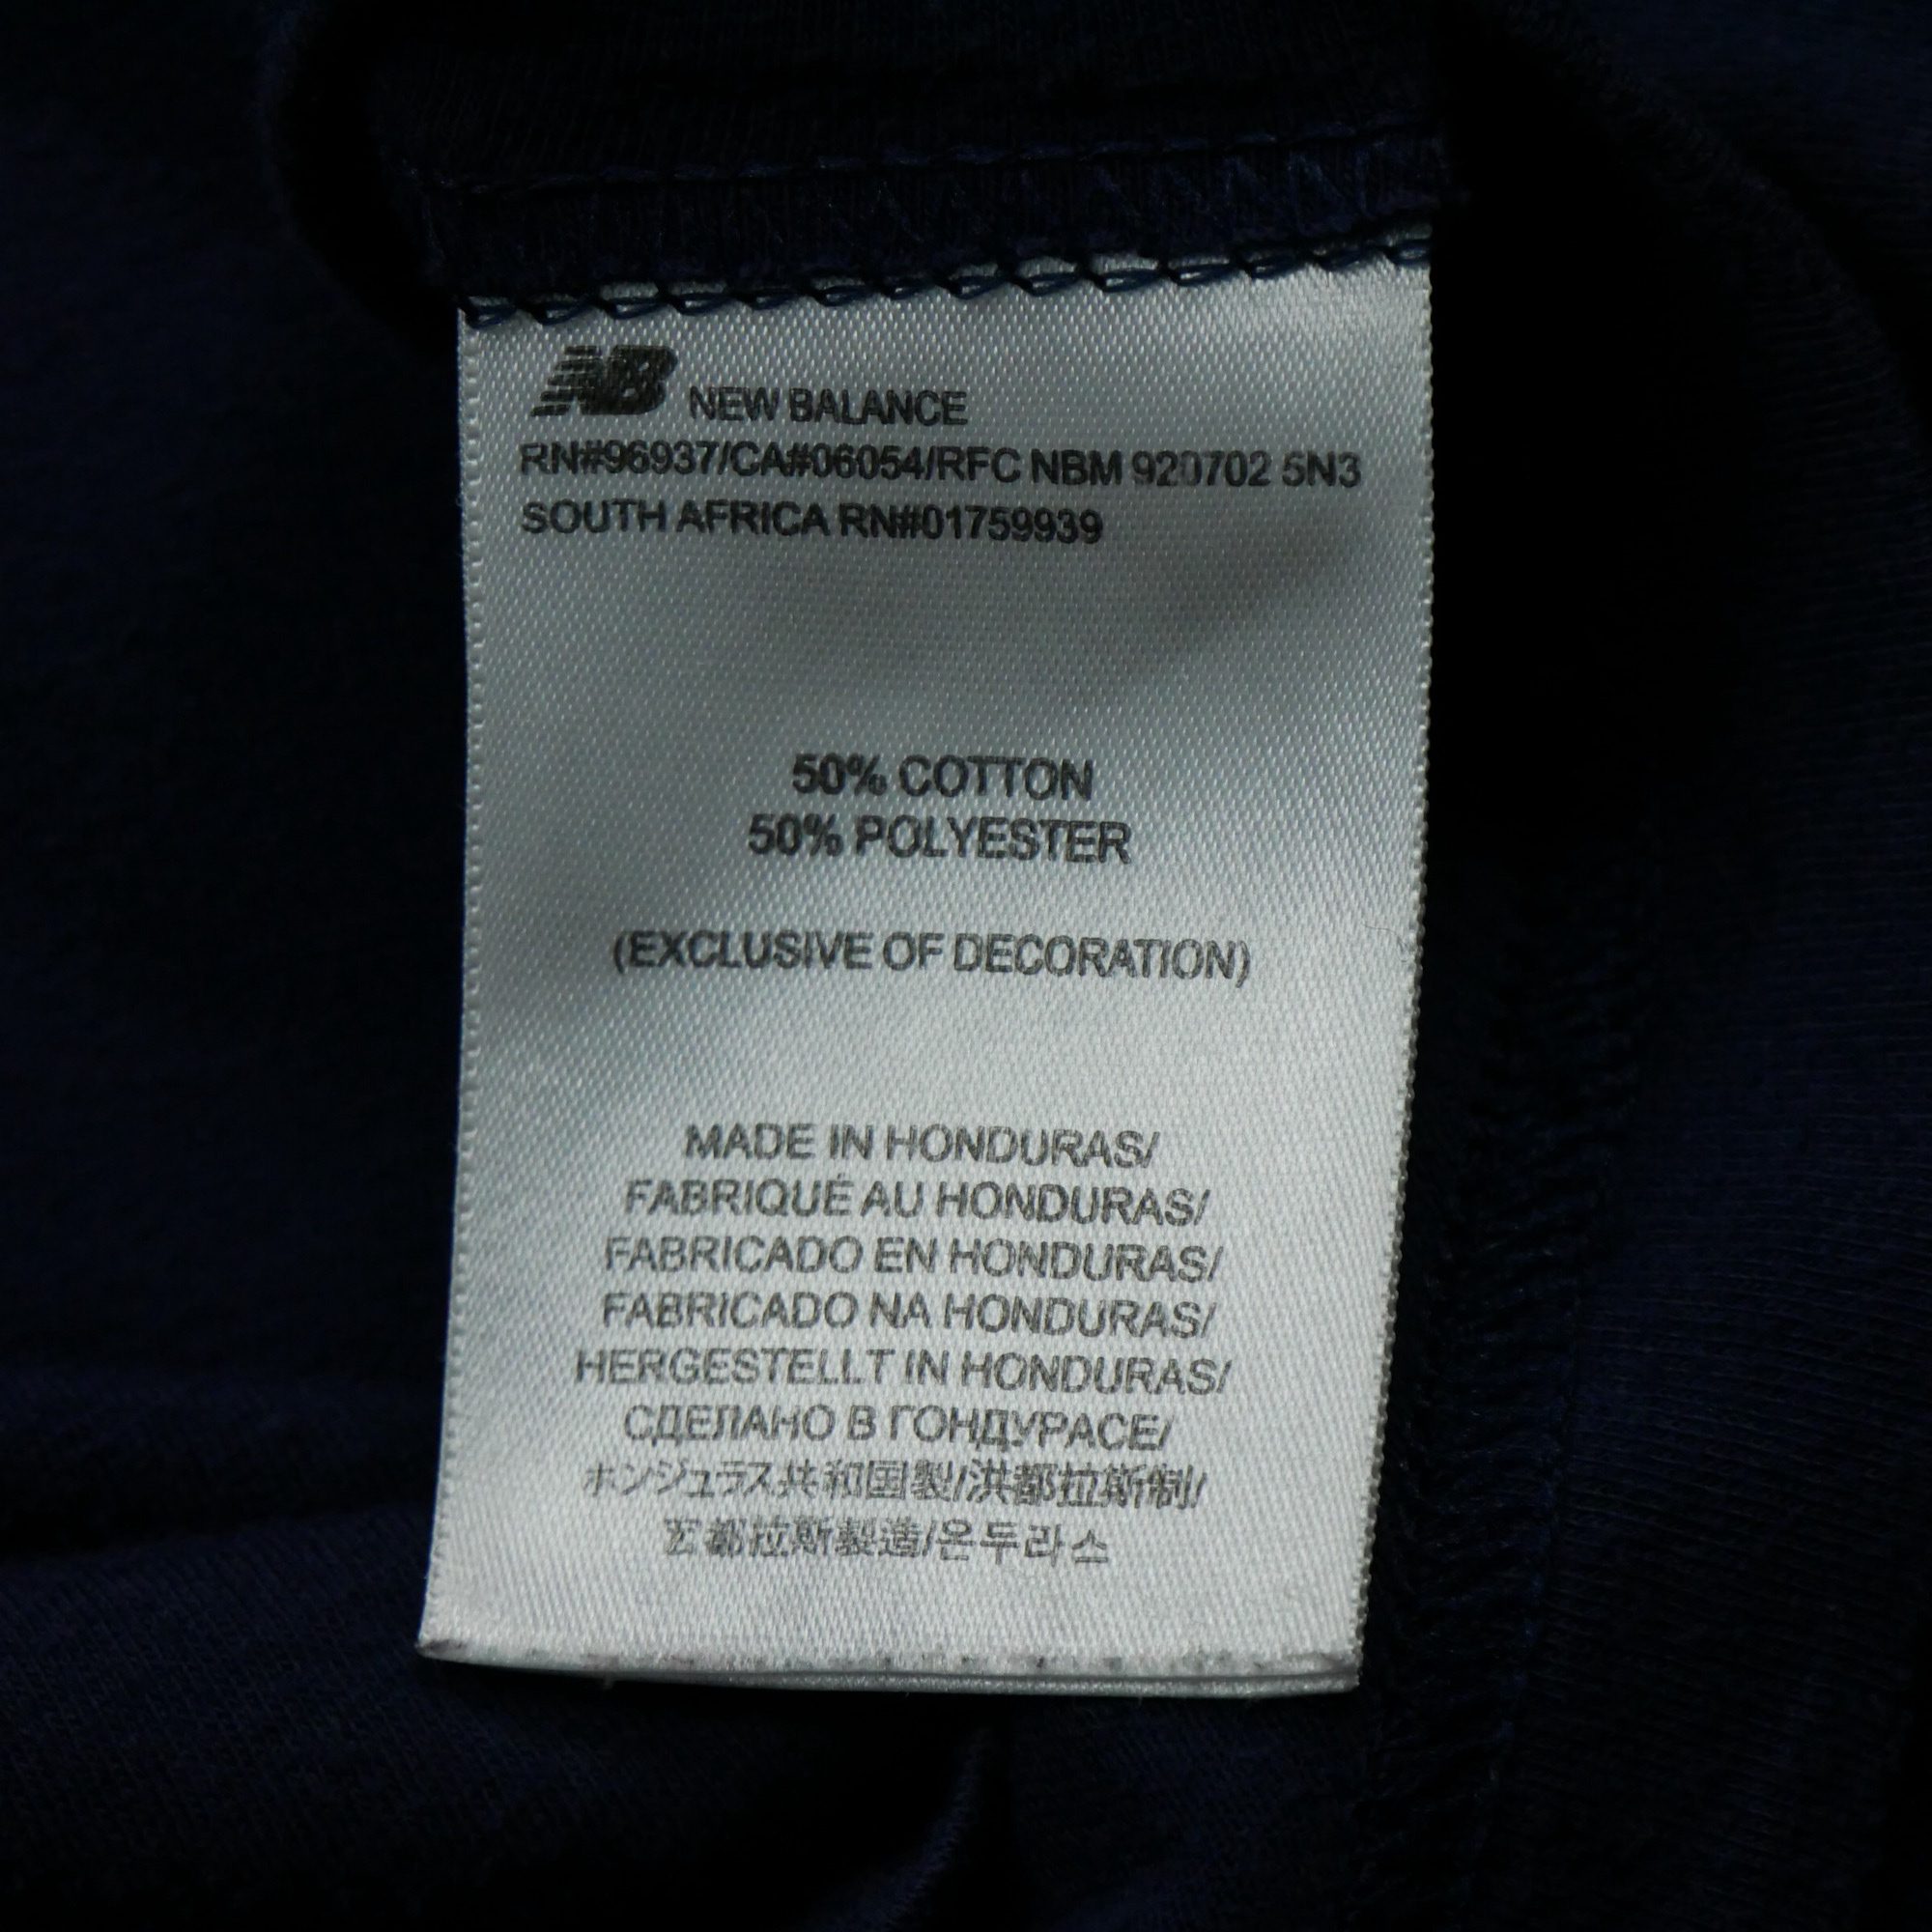 NB NEW BALANCE
RN#96937/CA#06054/RFC NBM 920702 5N3
SOUTH AFRICA RN#01759939
50% COTTON
50% POLYESTER
(EXCLUSIVE OF DECORATION)
MADE IN HONDURAS/
FABRIQUÉ AU HONDURAS/
FABRICADO EN HONDURAS/
FABRICADO NA HONDURAS/
HERGESTELLT IN HONDURAS/
СДЕЛАНО В ГОНДУРАСЕ/
ホンジュラス共和国製/洪都拉斯制/
都拉斯製造/온두라스